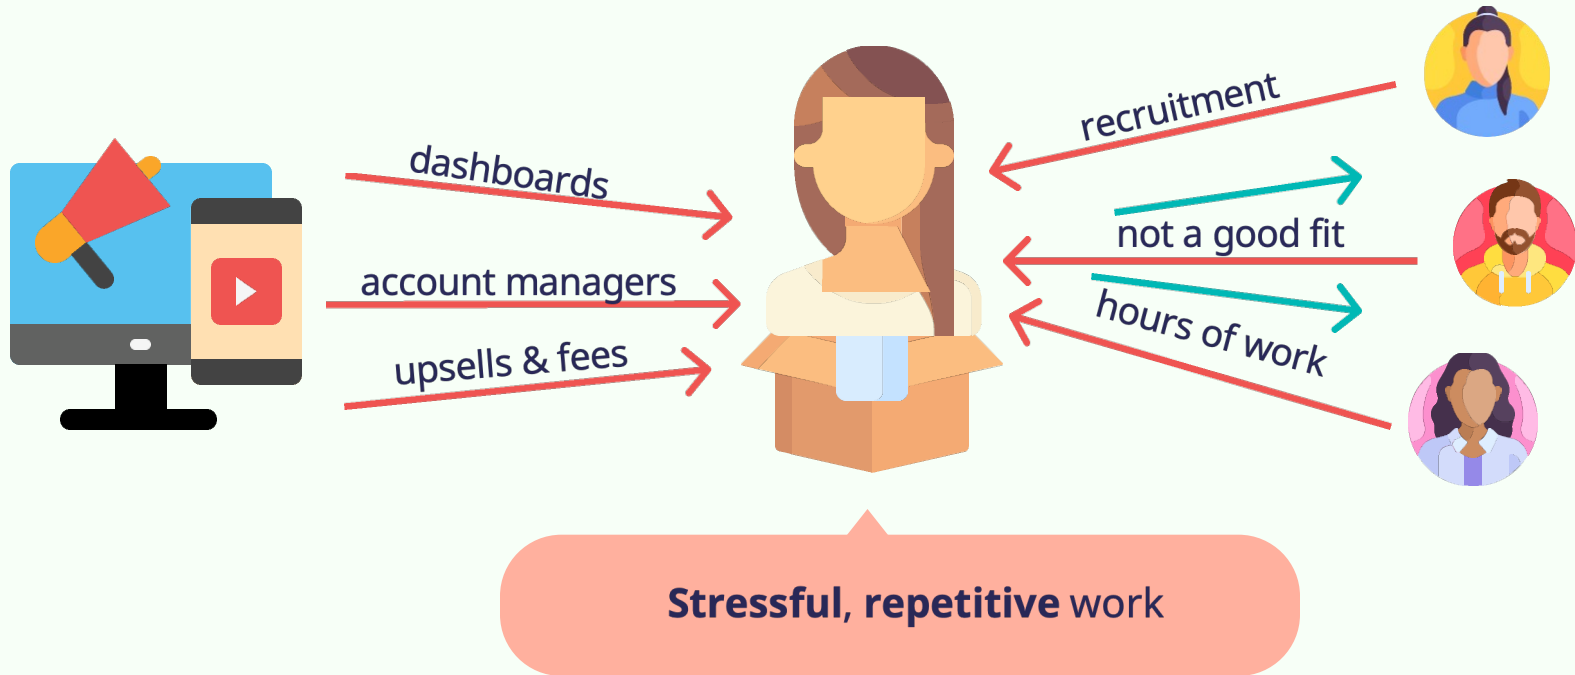 dashboards
account managers
upsells & fees
recruitment
not a good fit
hours of work
Stressful, repetitive work